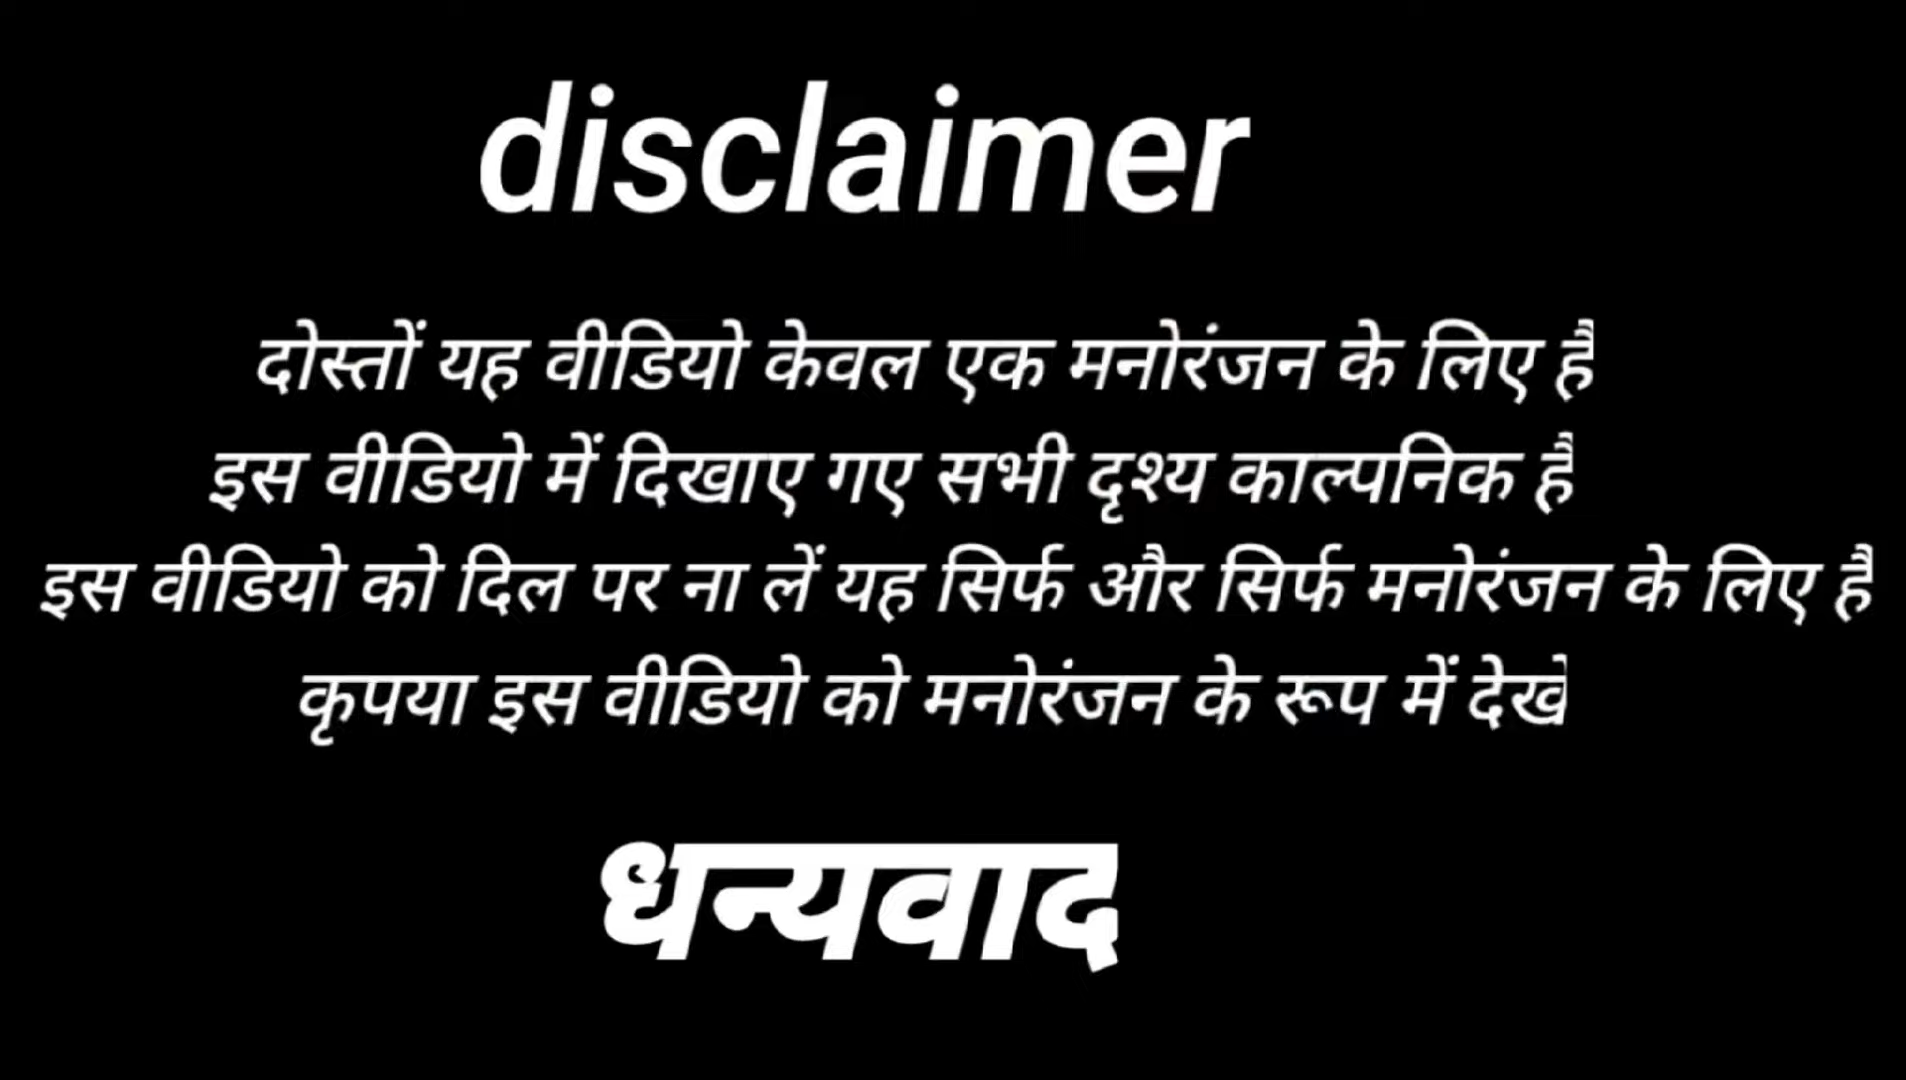 disclaimer
दोस्तों यह वीडियो केवल एक मनोरंजन के लिए है
इस वीडियो में दिखाए गए सभी दृश्य काल्पनिक है
इस वीडियो को दिल पर ना लें यह सिर्फ और सिर्फ मनोरंजन के लिए है
कृपया इस वीडियो को मनोरंजन के रूप में देखे
धन्यवाद